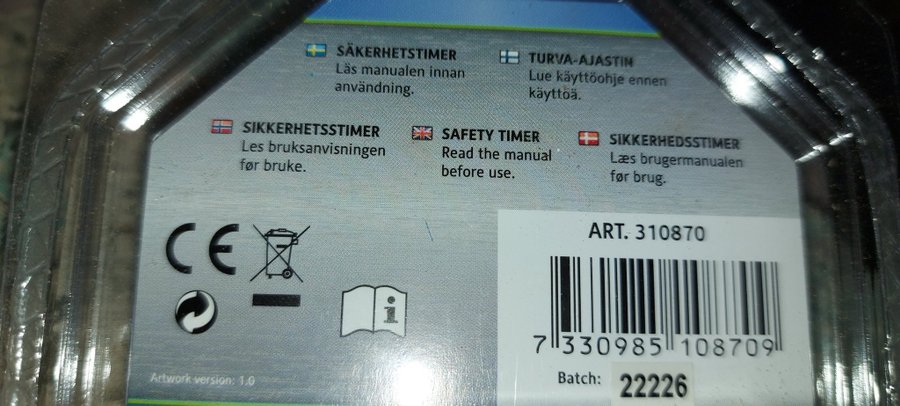 SÄKERHETSTIMER
Läs manualen innan
användning.
TURVA-AJASTIN
Lue käyttöohje ennen
käyttöä.
SIKKERHETSSTIMER
Les bruksanvisningen
før bruke.
SAFETY TIMER
Read the manual
before use.
SIKKERHEDSSTIMER
Læs brugermanualen
før brug.
CE
i
ART. 310870
7 330985 108709
Batch: 22226
Artwork version: 1.0